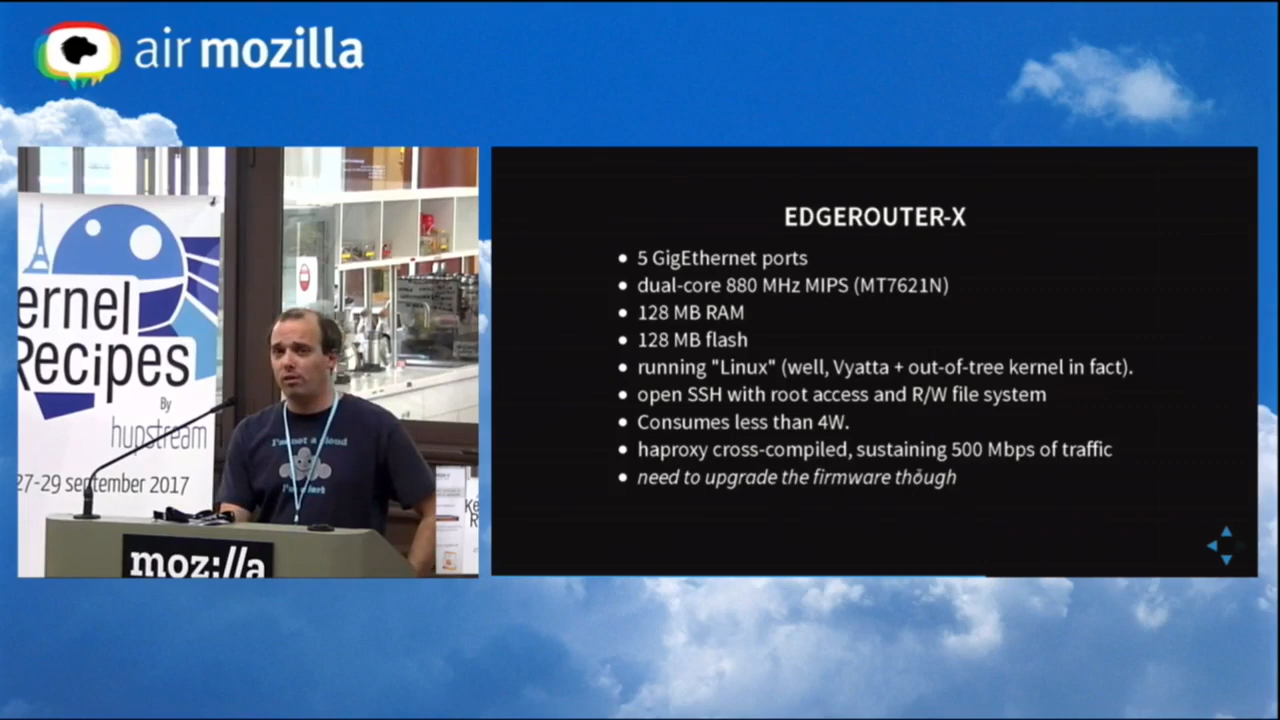 air mozilla
ernel
Recipes
By
hupstream
27-29 september 2017
I'm not a cloud
moz://a
EDGEROUTER-X
5 GigEthernet ports
dual-core 880 MHz MIPS (MT7621N)
128 MB RAM
128 MB flash
running "Linux" (well, Vyatta + out-of-tree kernel in fact).
open SSH with root access and R/W file system
Consumes less than 4W.
haproxy cross-compiled, sustaining 500 Mbps of traffic
need to upgrade the firmware though